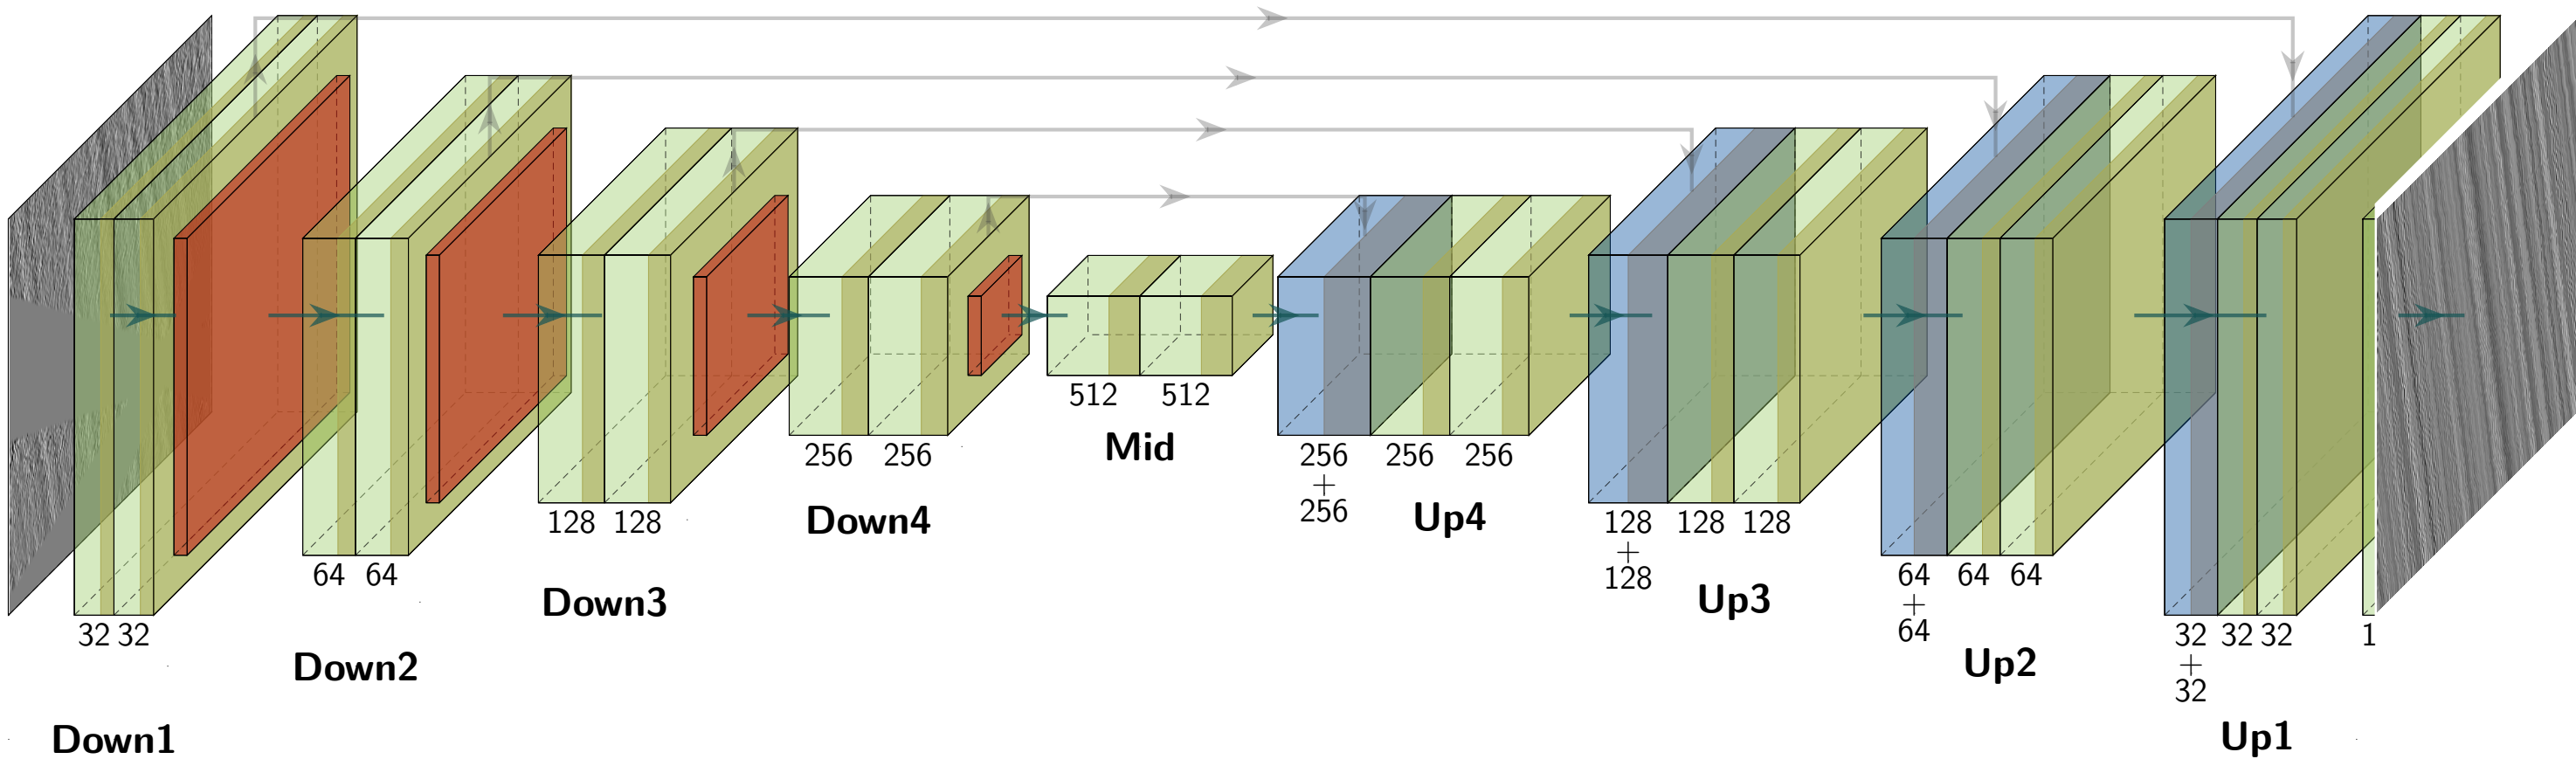 32 32
Down1
64 64
Down2
128 128
Down3
256 256
Down4
512 512
Mid
256 256 256
+
256
Up4
128 128 128
+
128
Up3
64 64 64
+
64
Up2
32 32 32
+
32
Up1
1